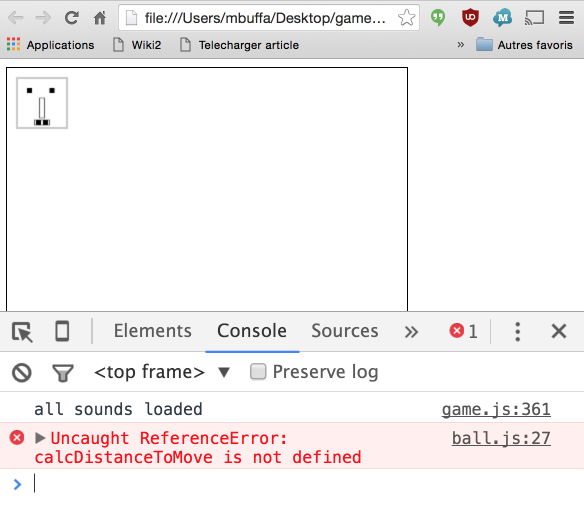 file:///Users/mbuffa/Desktop/game...
Applications Wiki2 Telecharger article » Autres favoris
Elements Console Sources » 1
<top frame> ▼ Preserve log
all sounds loaded game.js:361
Uncaught ReferenceError: ball.js:27
calcDistanceToMove is not defined